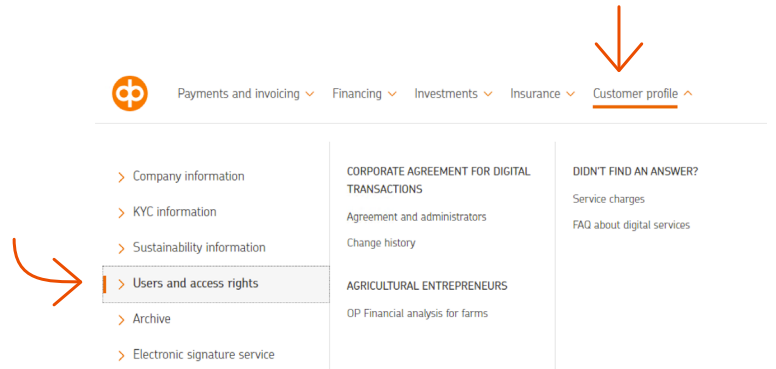 op
Payments and invoicing
Financing
Investments
Insurance
Customer profile
Company information
KYC information
Sustainability information
Users and access rights
Archive
Electronic signature service
CORPORATE AGREEMENT FOR DIGITAL
TRANSACTIONS
Agreement and administrators
Change history
AGRICULTURAL ENTREPRENEURS
OP Financial analysis for farms
DIDN'T FIND AN ANSWER?
Service charges
FAQ about digital services